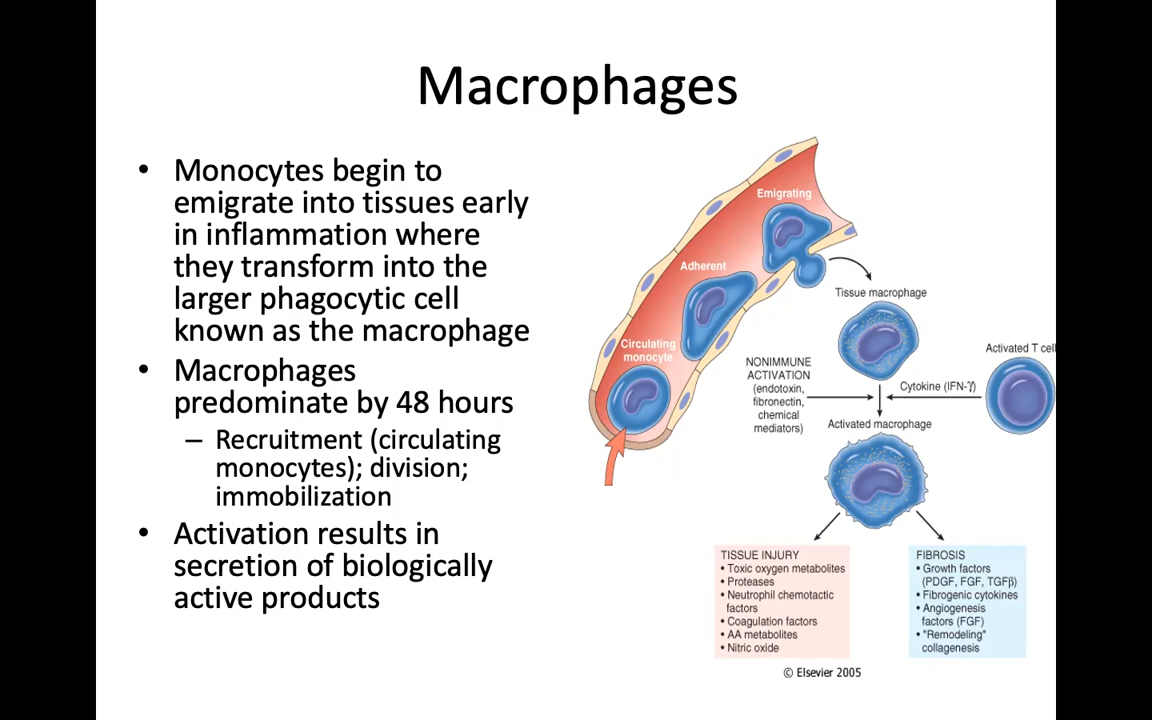 Macrophages
• Monocytes begin to
emigrate into tissues early
in inflammation where
they transform into the
larger phagocytic cell
known as the macrophage
• Macrophages
predominate by 48 hours
– Recruitment (circulating
monocytes); division;
immobilization
• Activation results in
secretion of biologically
active products
Emigrating
Adherent
Circulating
monocyte
Tissue macrophage
NONIMMUNE
ACTIVATION
(endotoxin,
fibronectin,
chemical
mediators)
Activated T cell
Cytokine (IFN-γ)
Activated macrophage
TISSUE INJURY
• Toxic oxygen metabolites
• Proteases
• Neutrophil chemotactic
factors
• Coagulation factors
• AA metabolites
• Nitric oxide
FIBROSIS
• Growth factors
(PDGF, FGF, TGFβ)
• Fibrogenic cytokines
• Angiogenesis
factors (FGF)
• "Remodeling"
collagenesis
© Elsevier 2005